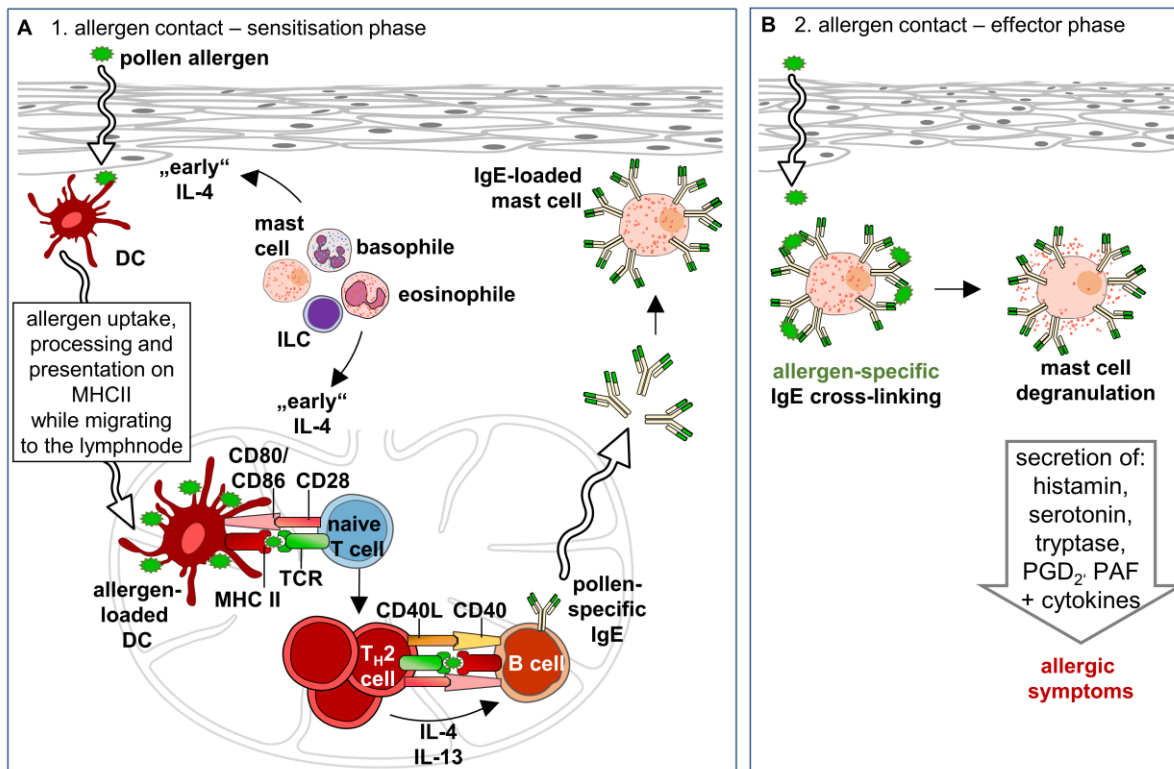 A 1. allergen contact – sensitisation phase
pollen allergen
„early“
IL-4
mast
cell
basophile
eosinophile
ILC
„early“
IL-4
DC
allergen uptake,
processing and
presentation on
MHCII
while migrating
to the lymphnode
IgE-loaded
mast cell
CD80/
CD86
CD28
naive
T cell
TCR
MHC II
allergen-
loaded
DC
CD40L
CD40
TH2
cell
B cell
pollen-
specific
IgE
IL-4
IL-13
B 2. allergen contact – effector phase
allergen-specific
IgE cross-linking
mast cell
degranulation
secretion of:
histamin,
serotonin,
tryptase,
PGD2, PAF
+ cytokines
allergic
symptoms